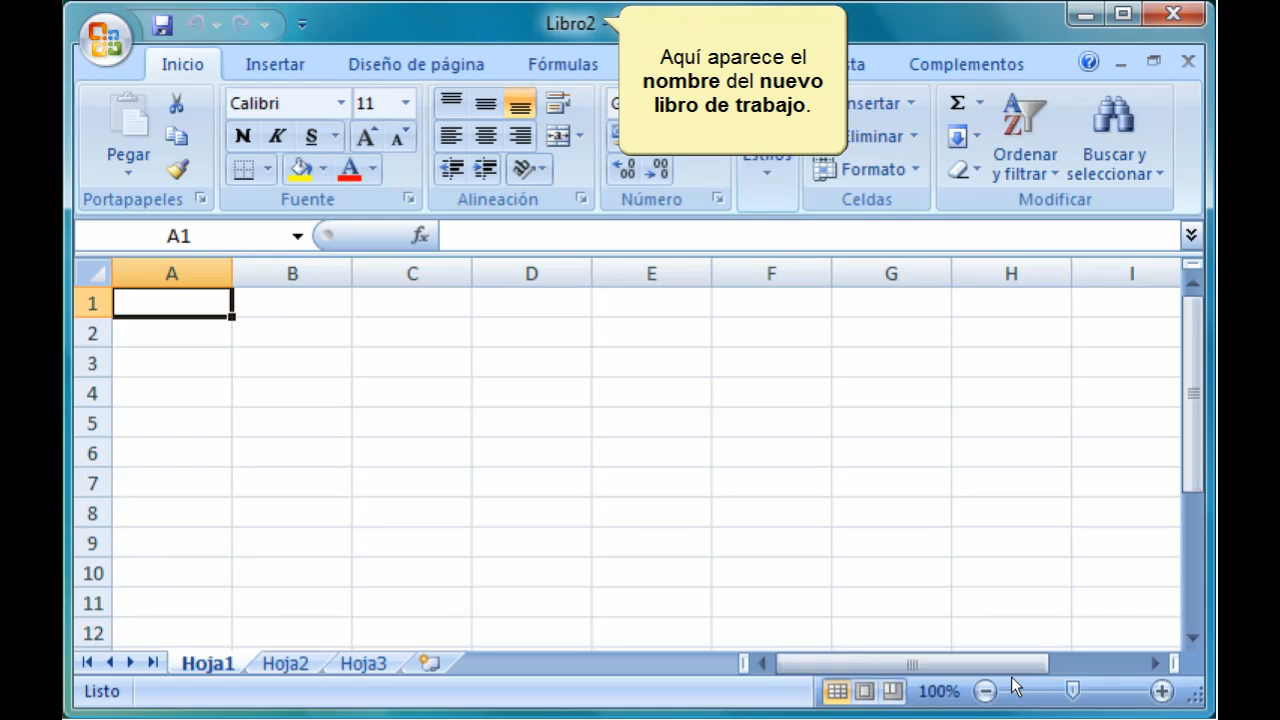 Libro2 -
Aquí aparece el
nombre del nuevo
libro de trabajo.
Inicio
Insertar
Diseño de página
Fórmulas
Complementos
Pegar
Portapapeles
Calibri
11
N K S
A A
A
Fuente
Alineación
Número
Eliminar
Formato
Celdas
Σ
A
Z
Ordenar
y filtrar
Buscar y
seleccionar
Modificar
A1
fx
A B C D E F G H I
1
2
3
4
5
6
7
8
9
10
11
12
Hoja1 Hoja2 Hoja3
Listo
100%